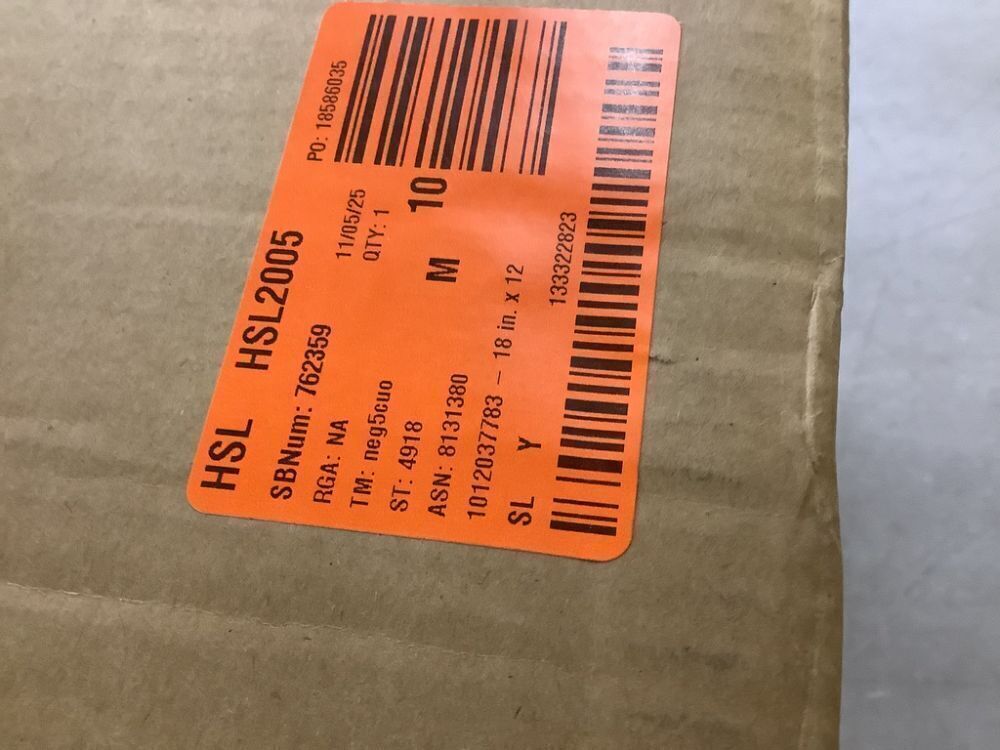 HSL HSL2005 PO: 18586035
SBNum: 762359
RGA: NA 11/05/25
TM: neg5cuo QTY: 1
ST: 4918
ASN: 8131380 M 10
1012037783 – 18 in. x 12
SL Y 133322823